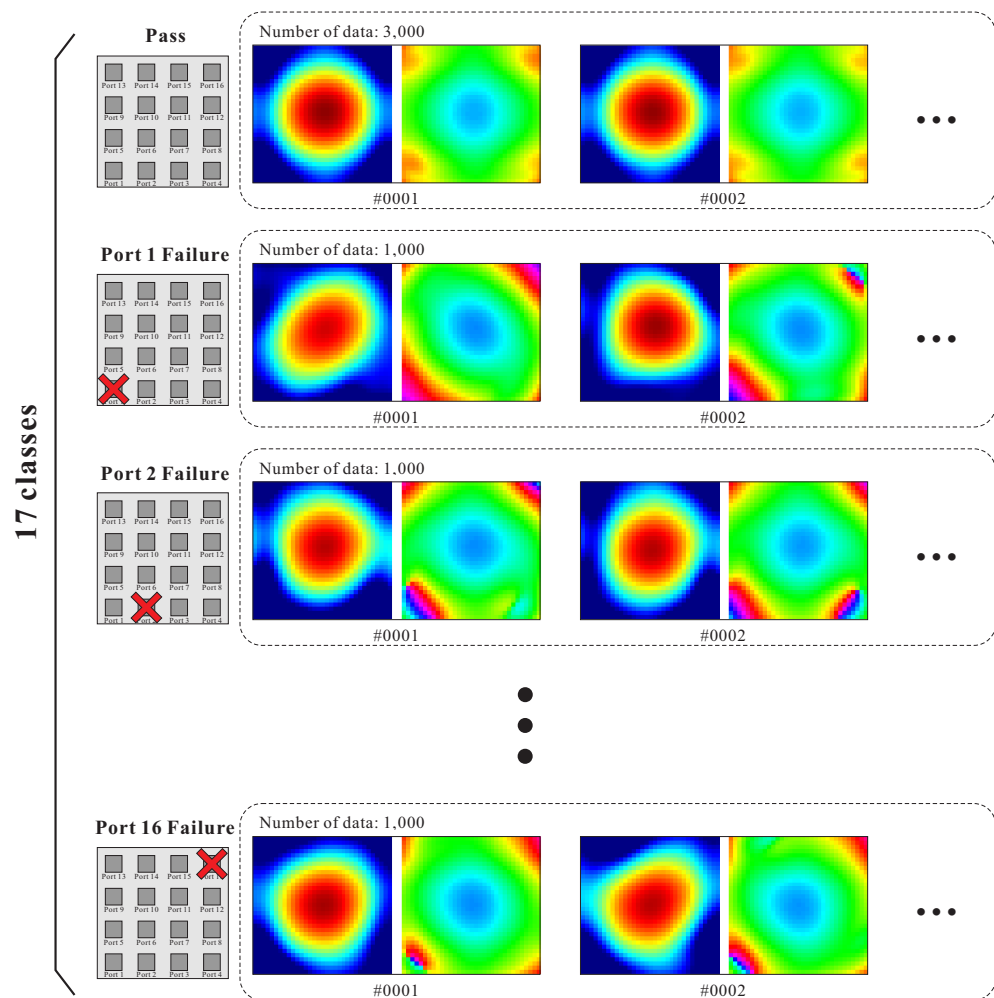 17 classes
Pass
Port 13 Port 14 Port 15 Port 16
Port 9 Port 10 Port 11 Port 12
Port 5 Port 6 Port 7 Port 8
Port 1 Port 2 Port 3 Port 4
Number of data: 3,000
#0001
#0002
Port 1 Failure
Port 13 Port 14 Port 15 Port 16
Port 9 Port 10 Port 11 Port 12
Port 5 Port 6 Port 7 Port 8
Port 2 Port 3 Port 4
Number of data: 1,000
#0001
#0002
Port 2 Failure
Port 13 Port 14 Port 15 Port 16
Port 9 Port 10 Port 11 Port 12
Port 5 Port 6 Port 7 Port 8
Port 1 Port 3 Port 4
Number of data: 1,000
#0001
#0002
Port 16 Failure
Port 13 Port 14 Port 15
Port 9 Port 10 Port 11 Port 12
Port 5 Port 6 Port 7 Port 8
Port 1 Port 2 Port 3 Port 4
Number of data: 1,000
#0001
#0002